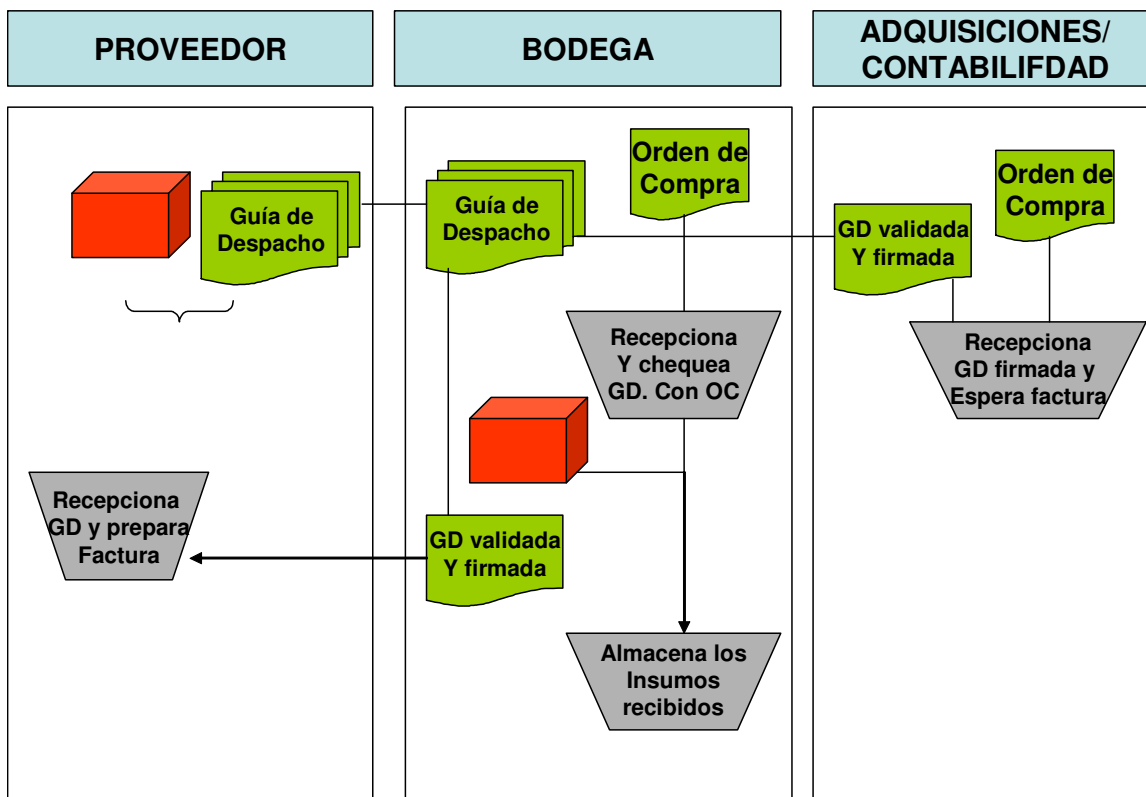 PROVEEDOR
BODEGA
ADQUISICIONES/
CONTABILIFDAD
Guía de
Despacho
Guía de
Despacho
Orden de
Compra
GD validada
Y firmada
Orden de
Compra
Recepciona
Y chequea
GD. Con OC
Recepciona
GD firmada y
Espera factura
Recepciona
GD y prepara
Factura
GD validada
Y firmada
Almacena los
Insumos
recibidos